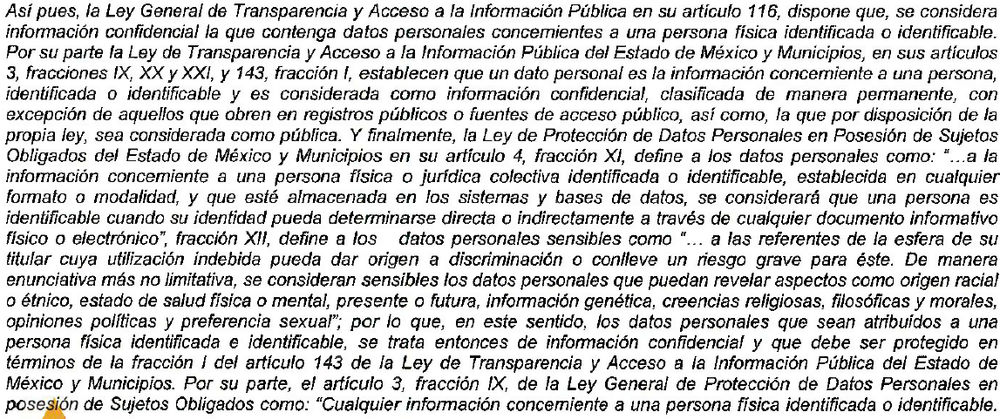 Así pues, la Ley General de Transparencia y Acceso a la Información Pública en su artículo 116, dispone que, se considera
información confidencial la que contenga datos personales concernientes a una persona física identificada o identificable.
Por su parte la Ley de Transparencia y Acceso a la Información Pública del Estado de México y Municipios, en sus artículos
3, fracciones IX, XX y XXI, y 143, fracción I, establecen que un dato personal es la información concerniente a una persona,
identificada o identificable y es considerada como información confidencial, clasificada de manera permanente, con
excepción de aquellos que obren en registros públicos o fuentes de acceso público, así como, la que por disposición de la
propia ley, sea considerada como pública. Y finalmente, la Ley de Protección de Datos Personales en Posesión de Sujetos
Obligados del Estado de México y Municipios en su artículo 4, fracción XI, define a los datos personales como: "...a la
información concerniente a una persona física o jurídica colectiva identificada o identificable, establecida en cualquier
formato o modalidad, y que esté almacenada en los sistemas y bases de datos, se considerará que una persona es
identificable cuando su identidad pueda determinarse directa o indirectamente a través de cualquier documento informativo
físico o electrónico", fracción XII, define a los datos personales sensibles como "... a las referentes de la esfera de su
titular cuya utilización indebida pueda dar origen a discriminación o conlleve un riesgo grave para éste. De manera
enunciativa más no limitativa, se consideran sensibles los datos personales que puedan revelar aspectos como origen racial
o étnico, estado de salud física o mental, presente o futura, información genética, creencias religiosas, filosóficas y morales,
opiniones políticas y preferencia sexual"; por lo que, en este sentido, los datos personales que sean atribuidos a una
persona física identificada e identificable, se trata entonces de información confidencial y que debe ser protegido en
términos de la fracción I del artículo 143 de la Ley de Transparencia y Acceso a la Información Pública del Estado de
México y Municipios. Por su parte, el artículo 3, fracción IX, de la Ley General de Protección de Datos Personales en
posesión de Sujetos Obligados como: "Cualquier información concerniente a una persona física identificada o identificable.